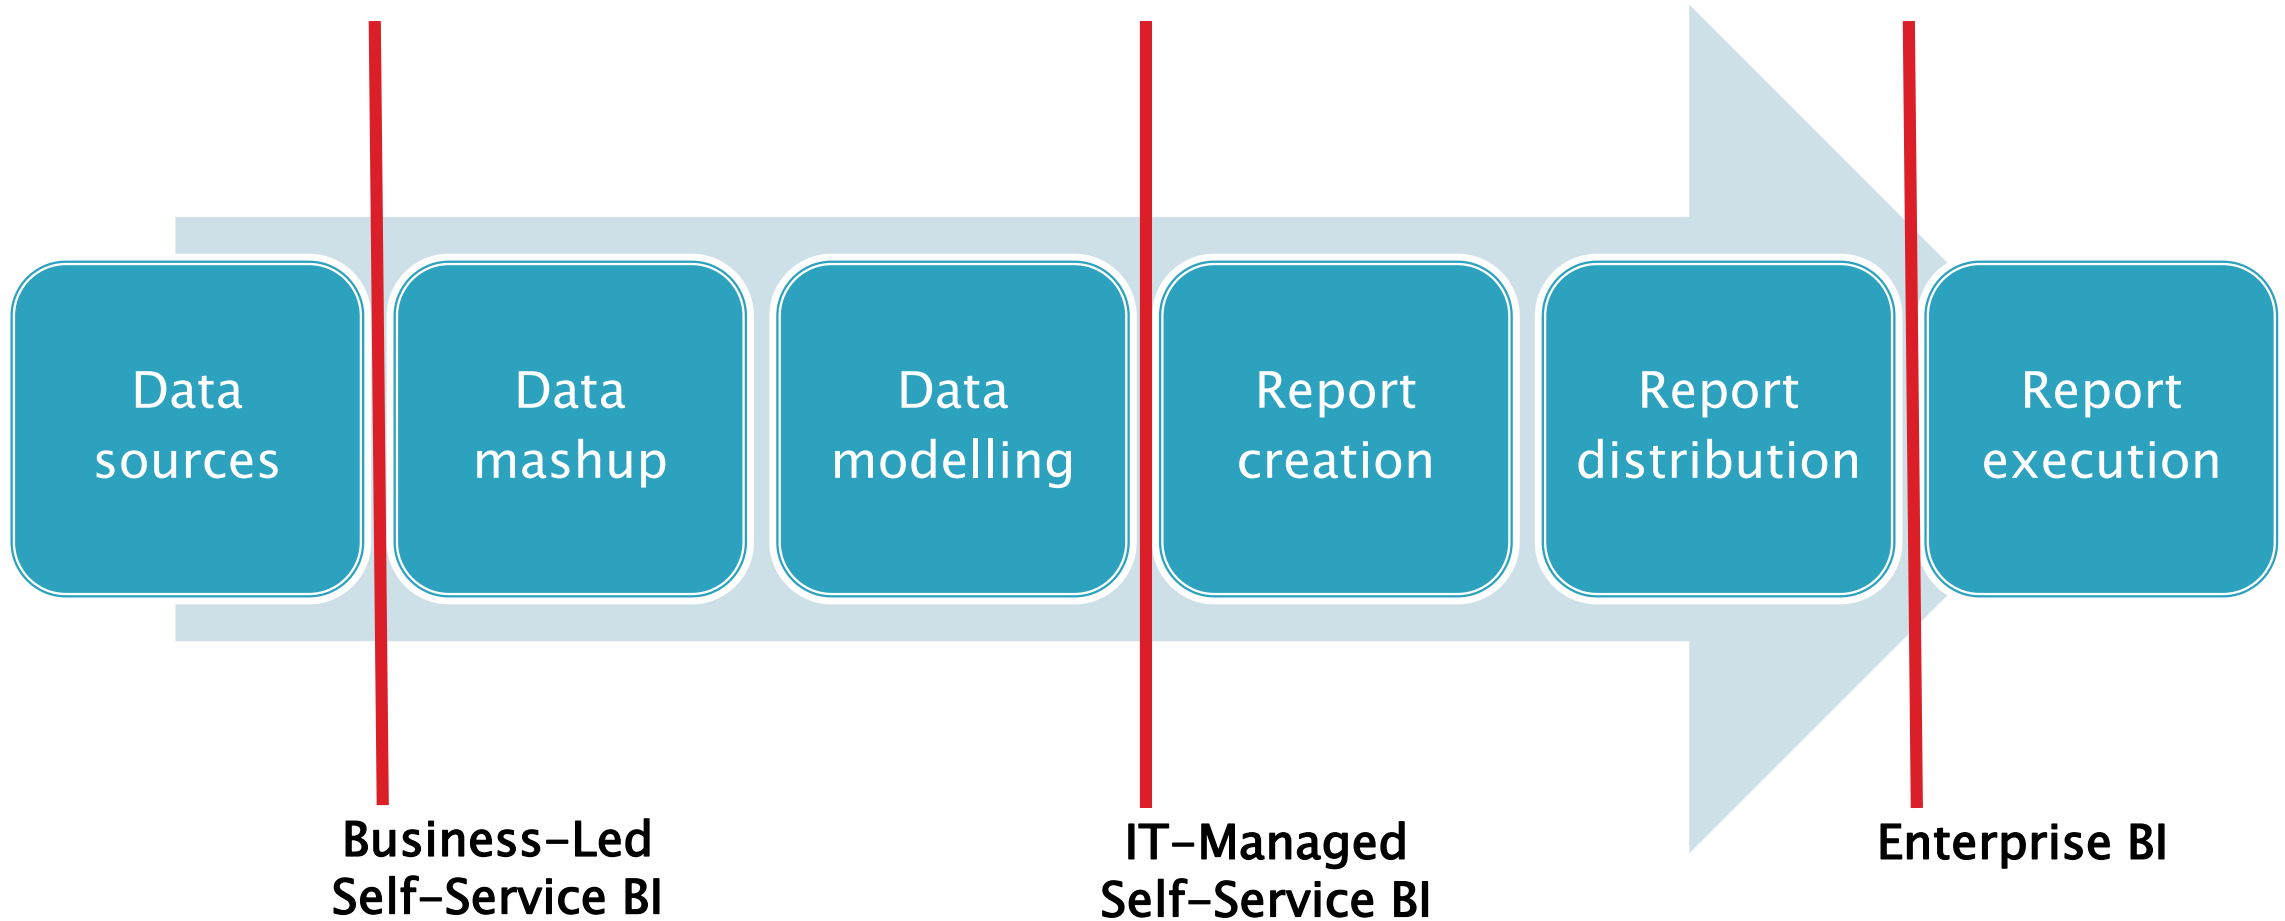 Data
sources
Data
mashup
Data
modelling
Report
creation
Report
distribution
Report
execution
Business-Led
Self-Service BI
IT-Managed
Self-Service BI
Enterprise BI